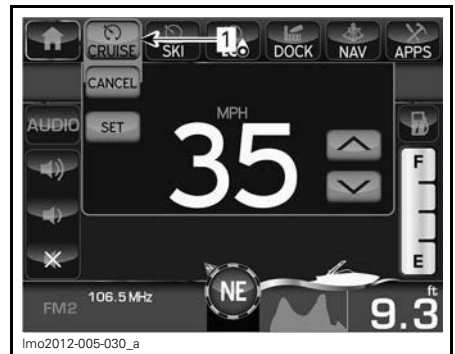 CRUISE
1
SKI
ECO
DOCK
NAV
APPS
CANCEL
AUDIO
SET
MPH
35
F
E
NE
FM2
106.5 MHz
ft
9.3
lmo2012-005-030_a